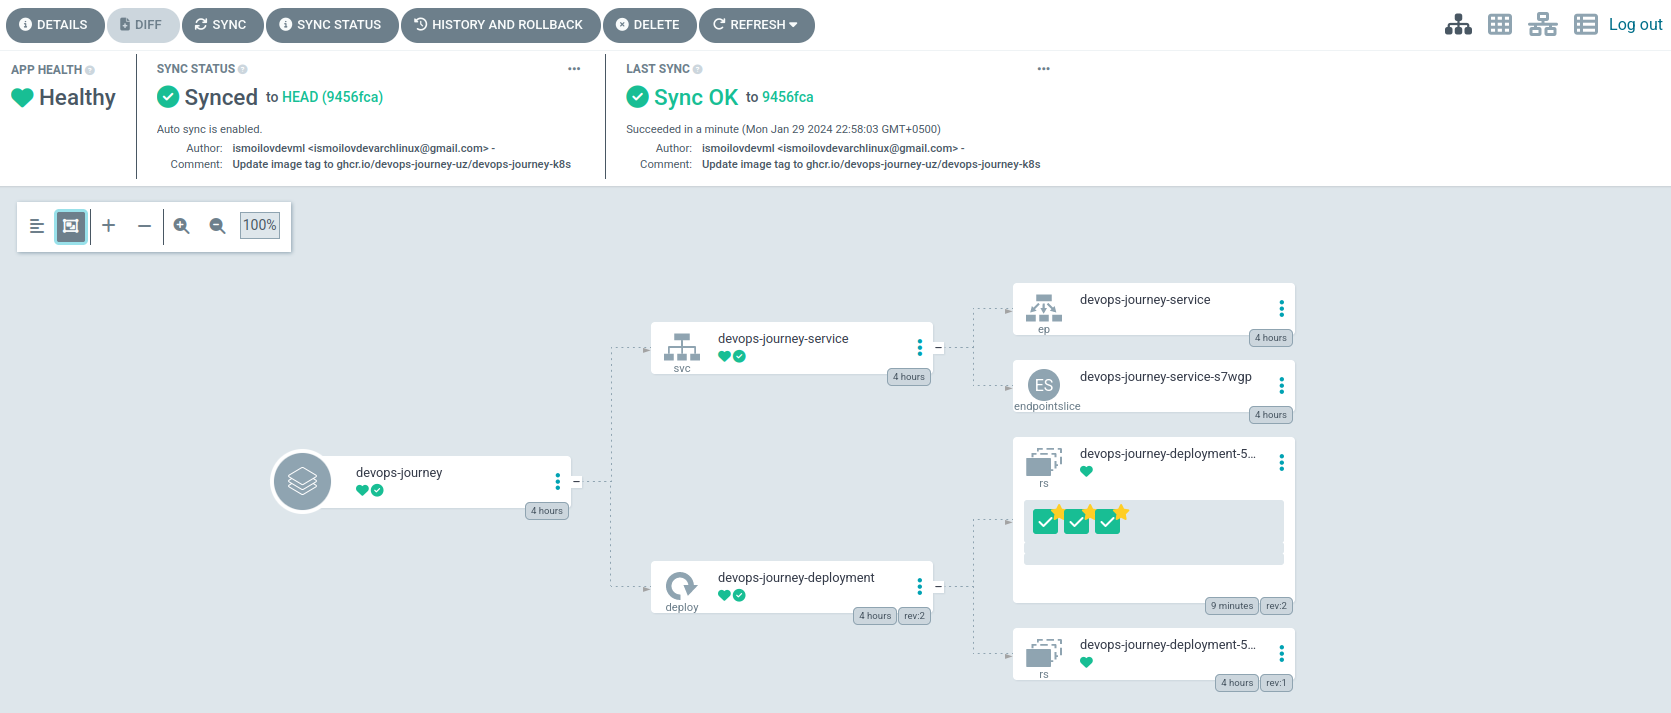 DETAILS DIFF SYNC SYNC STATUS HISTORY AND ROLLBACK DELETE REFRESH Log out
APP HEALTH
Healthy
SYNC STATUS
Synced to HEAD (9456fca)
Auto sync is enabled.
Author: ismoilovdevml <ismoilovdevarchlinux@gmail.com> -
Comment: Update image tag to ghcr.io/devops-journey-uz/devops-journey-k8s
LAST SYNC
Sync OK to 9456fca
Succeeded in a minute (Mon Jan 29 2024 22:58:03 GMT+0500)
Author: ismoilovdevml <ismoilovdevarchlinux@gmail.com> -
Comment: Update image tag to ghcr.io/devops-journey-uz/devops-journey-k8s
100%
devops-journey
4 hours
devops-journey-service
svc
4 hours
devops-journey-deployment
deploy
4 hours rev:2
devops-journey-service
ep
4 hours
ES
devops-journey-service-s7wgp
endpointslice
4 hours
devops-journey-deployment-5...
rs
9 minutes rev:2
devops-journey-deployment-5...
rs
4 hours rev:1